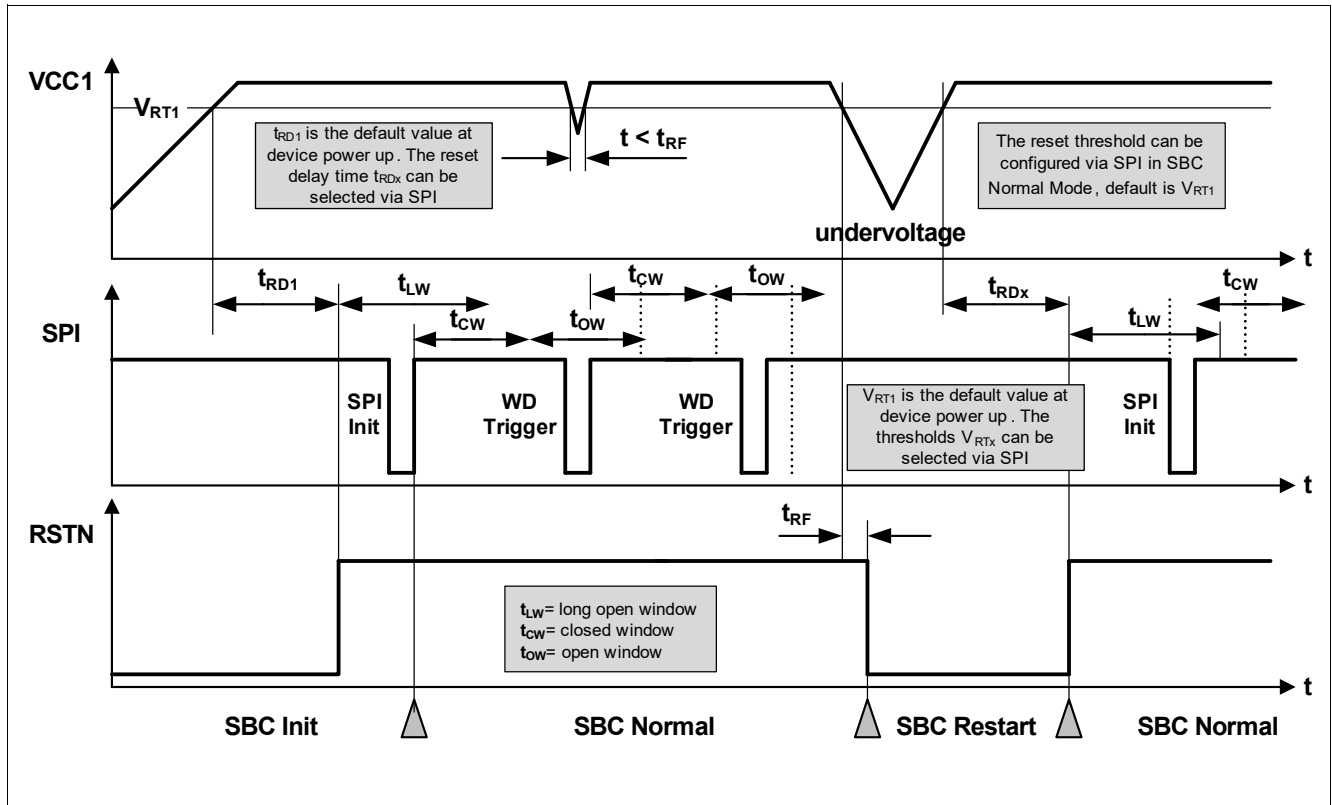 VCC1
VRT1
tRD1 is the default value at
device power up. The reset
delay time tRDx can be
selected via SPI
t < tRF
The reset threshold can be
configured via SPI in SBC
Normal Mode, default is VRT1
undervoltage
t
tRD1
tLW
tCW
tOW
tRDx
tCW
SPI
tCW
tOW
tLW
SPI
Init
WD
Trigger
WD
Trigger
VRT1 is the default value at
device power up. The
thresholds VRTx can be
selected via SPI
SPI
Init
t
RSTN
tRF
tLW= long open window
tCW= closed window
tOW= open window
t
SBC Init
SBC Normal
SBC Restart
SBC Normal